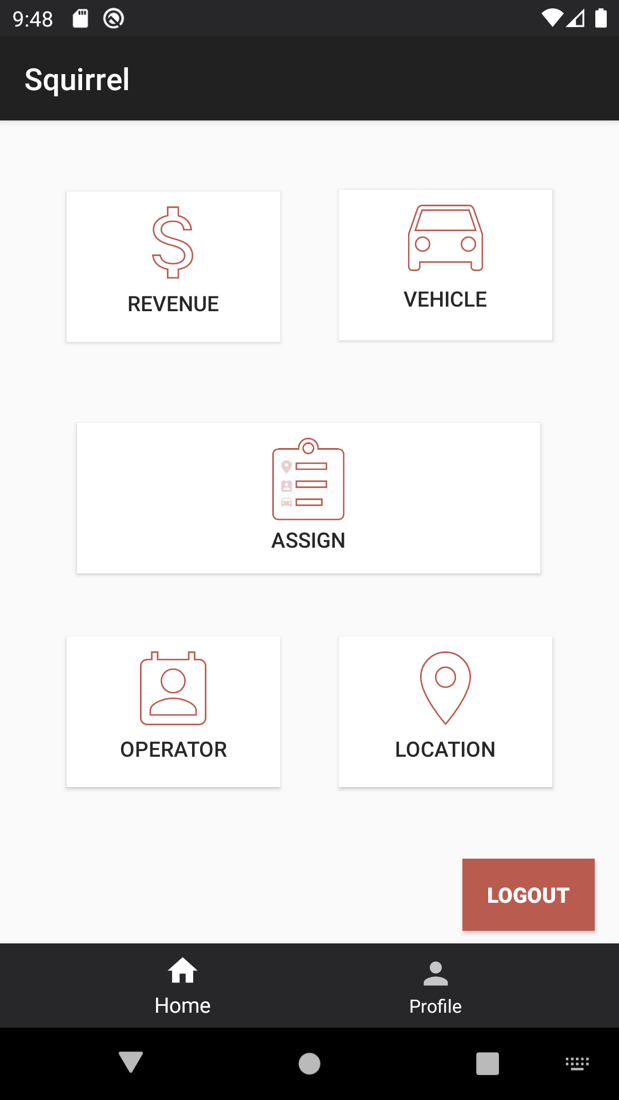 9:48
Squirrel
REVENUE
VEHICLE
ASSIGN
OPERATOR
LOCATION
LOGOUT
Home
Profile